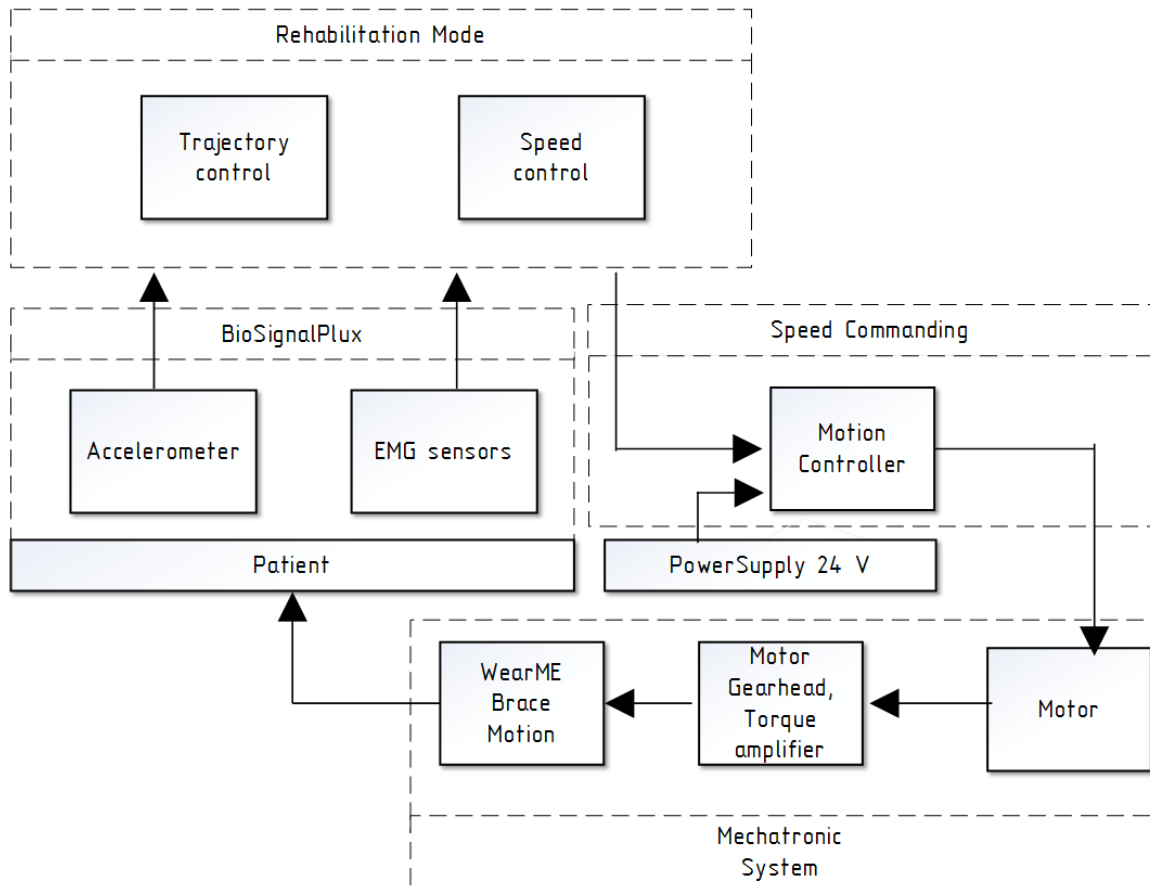 Rehabilitation Mode
Trajectory
control
Speed
control
BioSignalPlux
Speed Commanding
Accelerometer
EMG sensors
Motion
Controller
Patient
PowerSupply 24 V
WearME
Brace
Motion
Motor
Gearhead,
Torque
amplifier
Motor
Mechatronic
System